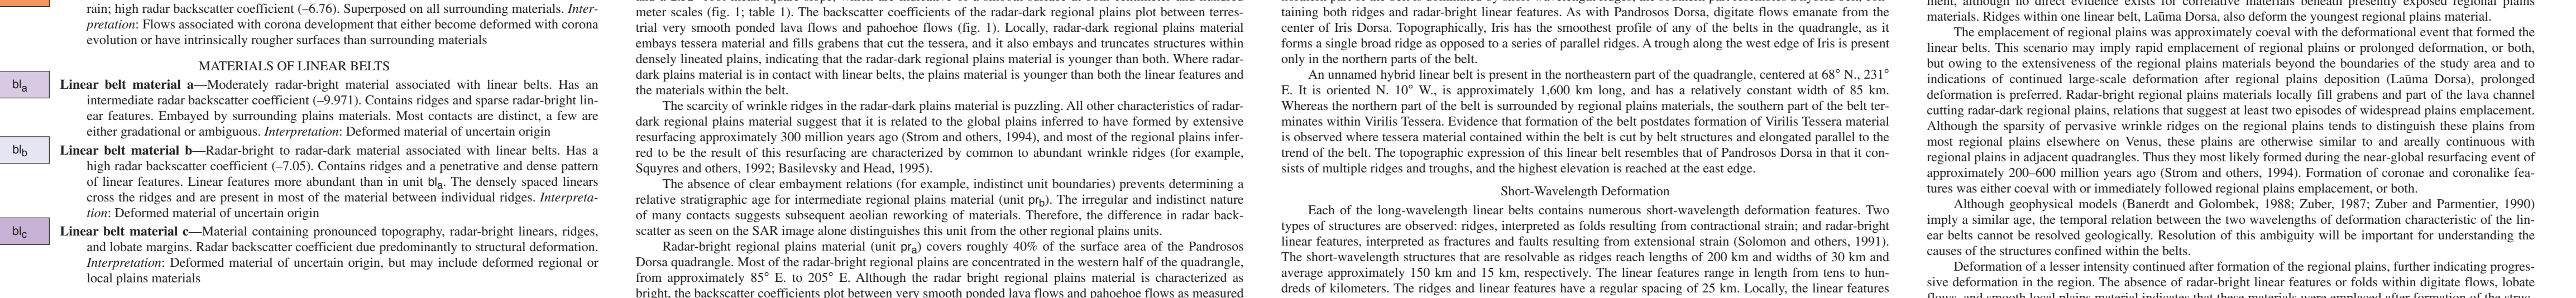 rain; high radar backscatter coefficient (–6.76). Superposed on all surrounding materials. Inter-
pretation: Flows associated with corona development that either become deformed with corona
evolution or have intrinsically rougher surfaces than surrounding materials
MATERIALS OF LINEAR BELTS
bla
Linear belt material a—Moderately radar-bright material associated with linear belts. Has an
intermediate radar backscatter coefficient (–9.971). Contains ridges and sparse radar-bright lin-
ear features. Embayed by surrounding plains materials. Most contacts are distinct, a few are
either gradational or ambiguous. Interpretation: Deformed material of uncertain origin
blb
Linear belt material b—Radar-bright to radar-dark material associated with linear belts. Has a
high radar backscatter coefficient (–7.05). Contains ridges and a penetrative and dense pattern
of linear features. Linear features more abundant than in unit bla. The densely spaced linears
cross the ridges and are present in most of the material between individual ridges. Interpreta-
tion: Deformed material of uncertain origin
blc
Linear belt material c—Material containing pronounced topography, radar-bright linears, ridges,
and lobate margins. Radar backscatter coefficient due predominantly to structural deformation.
Interpretation: Deformed material of uncertain origin, but may include deformed regional or
local plains materials
meter scales (fig. 1; table 1). The backscatter coefficients of the radar-dark regional plains plot between terres-
trial very smooth ponded lava flows and pahoehoe flows (fig. 1). Locally, radar-dark regional plains material
embays tessera material and fills grabens that cut the tessera, and it also embays and truncates structures within
densely lineated plains, indicating that the radar-dark regional plains material is younger than both. Where radar-
dark plains material is in contact with linear belts, the plains material is younger than both the linear features and
the materials within the belt.
The scarcity of wrinkle ridges in the radar-dark plains material is puzzling. All other characteristics of radar-
dark regional plains material suggest that it is related to the global plains inferred to have formed by extensive
resurfacing approximately 300 million years ago (Strom and others, 1994), and most of the regional plains infer-
red to be the result of this resurfacing are characterized by common to abundant wrinkle ridges (for example,
Squyres and others, 1992; Basilevsky and Head, 1995).
The absence of clear embayment relations (for example, indistinct unit boundaries) prevents determining a
relative stratigraphic age for intermediate regional plains material (unit prb). The irregular and indistinct nature
of many contacts suggests subsequent aeolian reworking of materials. Therefore, the difference in radar back-
scatter as seen on the SAR image alone distinguishes this unit from the other regional plains units.
Radar-bright regional plains material (unit pra) covers roughly 40% of the surface area of the Pandrosos
Dorsa quadrangle. Most of the radar-bright regional plains are concentrated in the western half of the quadrangle,
from approximately 85° E. to 205° E. Although the radar bright regional plains material is characterized as
bright, the backscatter coefficients plot between very smooth ponded lava flows and pahoehoe flows as measured
taining both ridges and radar-bright linear features. As with Pandrosos Dorsa, digitate flows emanate from the
center of Iris Dorsa. Topographically, Iris has the smoothest profile of any of the belts in the quadrangle, as it
forms a single broad ridge as opposed to a series of parallel ridges. A trough along the west edge of Iris is present
only in the northern parts of the belt.
An unnamed hybrid linear belt is present in the northeastern part of the quadrangle, centered at 68° N., 231°
E. It is oriented N. 10° W., is approximately 1,600 km long, and has a relatively constant width of 85 km.
Whereas the northern part of the belt is surrounded by regional plains materials, the southern part of the belt ter-
minates within Virilis Tessera. Evidence that formation of the belt postdates formation of Virilis Tessera material
is observed where tessera material contained within the belt is cut by belt structures and elongated parallel to the
trend of the belt. The topographic expression of this linear belt resembles that of Pandrosos Dorsa in that it con-
sists of multiple ridges and troughs, and the highest elevation is reached at the east edge.
Short-Wavelength Deformation
Each of the long-wavelength linear belts contains numerous short-wavelength deformation features. Two
types of structures are observed: ridges, interpreted as folds resulting from contractional strain; and radar-bright
linear features, interpreted as fractures and faults resulting from extensional strain (Solomon and others, 1991).
The short-wavelength structures that are resolvable as ridges reach lengths of 200 km and widths of 30 km and
average approximately 150 km and 15 km, respectively. The linear features range in length from tens to hun-
dreds of kilometers. The ridges and linear features have a regular spacing of 25 km. Locally, the linear features
ment, although no direct evidence exists for correlative materials beneath presently exposed regional plains
materials. Ridges within one linear belt, Laūma Dorsa, also deform the youngest regional plains material.
The emplacement of regional plains was approximately coeval with the deformational event that formed the
linear belts. This scenario may imply rapid emplacement of regional plains or prolonged deformation, or both,
but owing to the extensiveness of the regional plains materials beyond the boundaries of the study area and to
indications of continued large-scale deformation after regional plains deposition (Laūma Dorsa), prolonged
deformation is preferred. Radar-bright regional plains materials locally fill grabens and part of the lava channel
cutting radar-dark regional plains, relations that suggest at least two episodes of widespread plains emplacement.
Although the sparsity of pervasive wrinkle ridges on the regional plains tends to distinguish these plains from
most regional plains elsewhere on Venus, these plains are otherwise similar to and areally continuous with
regional plains in adjacent quadrangles. Thus they most likely formed during the near-global resurfacing event of
approximately 200–600 million years ago (Strom and others, 1994). Formation of coronae and coronalike fea-
tures was either coeval with or immediately followed regional plains emplacement, or both.
Although geophysical models (Banerdt and Golombek, 1988; Zuber, 1987; Zuber and Parmentier, 1990)
imply a similar age, the temporal relation between the two wavelengths of deformation characteristic of the lin-
ear belts cannot be resolved geologically. Resolution of this ambiguity will be important for understanding the
causes of the structures confined within the belts.
Deformation of a lesser intensity continued after formation of the regional plains, further indicating progres-
sive deformation in the region. The absence of radar-bright linear features or folds within digitate flows, lobate